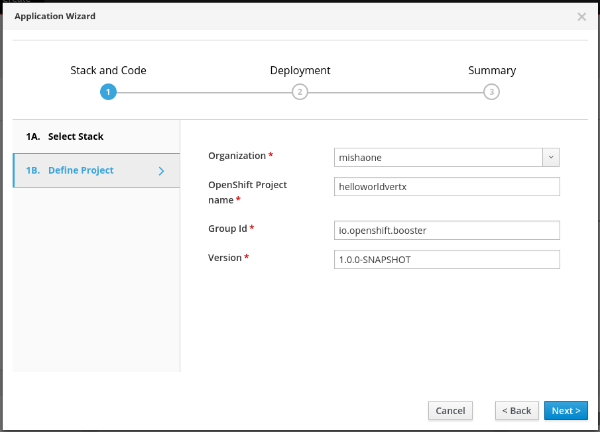 Application Wizard
Stack and Code
Deployment
Summary
1
2
3
1A. Select Stack
1B. Define Project
Organization *
mishaone
OpenShift Project
name *
helloworldvertx
Group Id *
io.openshift.booster
Version *
1.0.0-SNAPSHOT
Cancel
< Back
Next >